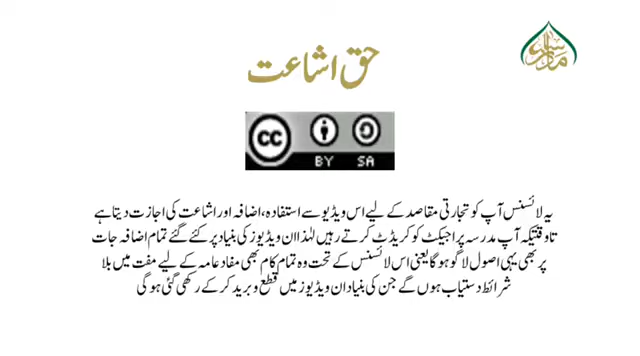 مدارس
حق اشاعت
cc BY SA
یہ لائسنس آپ کو تجارتی مقاصد کے لیے اس ویڈیو سے استفادہ، اضافہ اور اشاعت کی اجازت دیتا ہے
تاوقتیکہ آپ مدرسہ پراجیکٹ کو کریڈٹ کرتے رہیں لہٰذا ان ویڈیوز کی بنیاد پر کئے گئے تمام اضافہ جات
پر بھی یہی اصول لاگو ہوگا یعنی اس لائسنس کے تحت وہ تمام کام بھی مفاد عامہ کے لیے مفت میں بلا
شرائط دستیاب ہوں گے جن کی بنیاد ان ویڈیوز میں قطع و برید کر کے رکھی گئی ہوگی